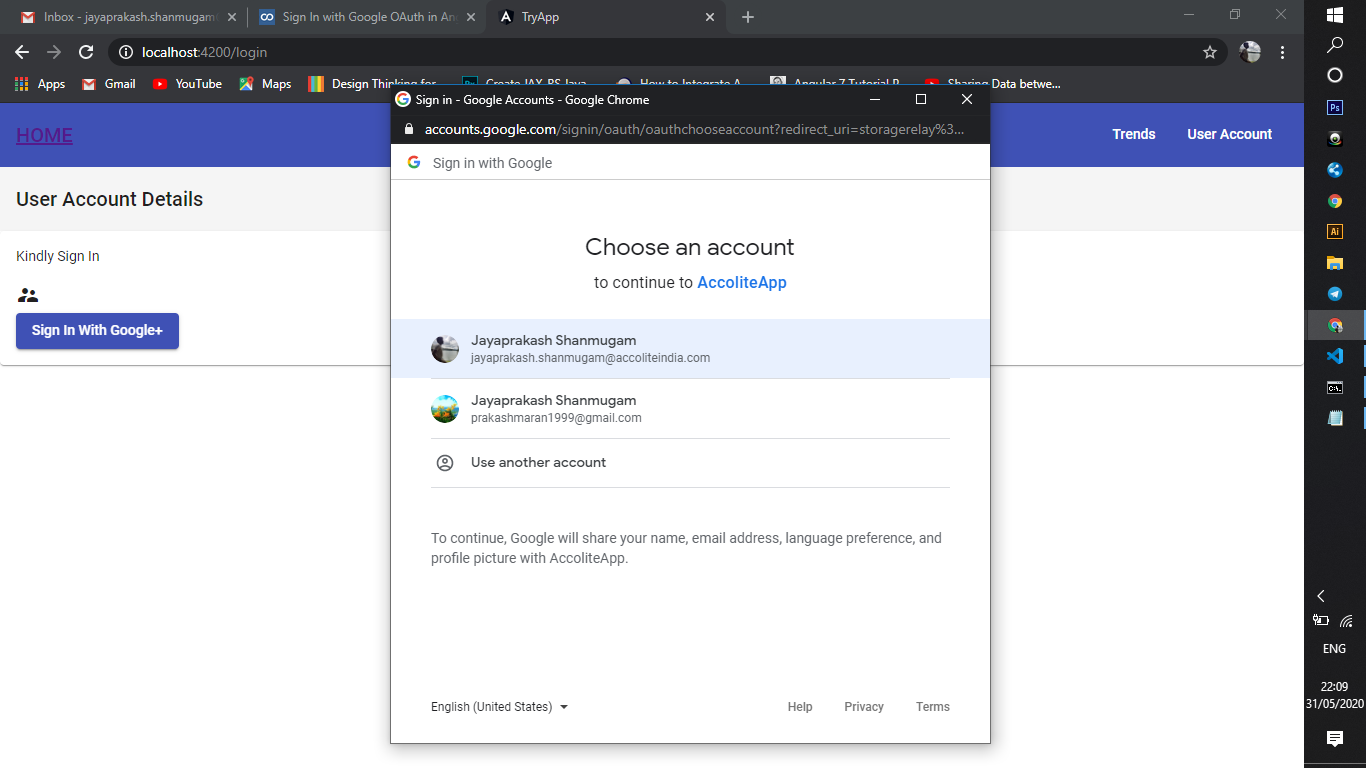 Inbox - jayaprakash.shanmugam
Sign In with Google OAuth in An
TryApp
localhost:4200/login
Apps
Gmail
YouTube
Maps
Design Thinking for
Create JAX-RS Java
How to Integrate A
Angular 7 Tutorial
Sharing Data betwe...
Sign in - Google Accounts - Google Chrome
accounts.google.com/signin/oauth/oauthchooseaccount?redirect_uri=storagerelay%3...
HOME
Trends
User Account
User Account Details
Kindly Sign In
Sign In With Google+
Sign in with Google
Choose an account
to continue to AccoliteApp
Jayaprakash Shanmugam
jayaprakash.shanmugam@accoliteindia.com
Jayaprakash Shanmugam
prakashmaran1999@gmail.com
Use another account
To continue, Google will share your name, email address, language preference, and
profile picture with AccoliteApp.
English (United States)
Help
Privacy
Terms
Ps
Ai
ENG
22:09
31/05/2020